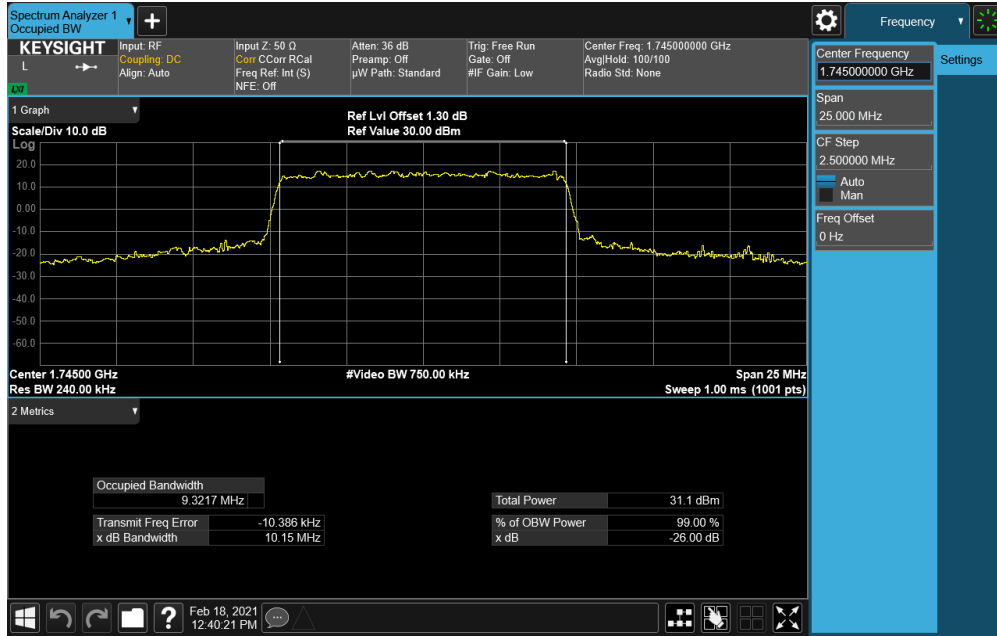 Spectrum Analyzer 1
Occupied BW
Frequency
KEYSIGHT
L
LXI
Input: RF
Coupling: DC
Align: Auto
Input Z: 50 Ω
Corr CCorr RCal
Freq Ref: Int (S)
NFE: Off
Atten: 36 dB
Preamp: Off
µW Path: Standard
Trig: Free Run
Gate: Off
#IF Gain: Low
Center Freq: 1.745000000 GHz
Avg|Hold: 100/100
Radio Std: None
Center Frequency
1.745000000 GHz
Settings
Span
25.000 MHz
CF Step
2.500000 MHz
Auto
Man
Freq Offset
0 Hz
1 Graph
Scale/Div 10.0 dB
Ref Lvl Offset 1.30 dB
Ref Value 30.00 dBm
Log
20.0
10.0
0.00
-10.0
-20.0
-30.0
-40.0
-50.0
-60.0
Center 1.74500 GHz
#Video BW 750.00 kHz
Span 25 MHz
Res BW 240.00 kHz
Sweep 1.00 ms (1001 pts)
2 Metrics
Occupied Bandwidth
9.3217 MHz
Total Power 31.1 dBm
Transmit Freq Error -10.386 kHz
% of OBW Power 99.00 %
x dB Bandwidth 10.15 MHz
x dB -26.00 dB
?
Feb 18, 2021
12:40:21 PM